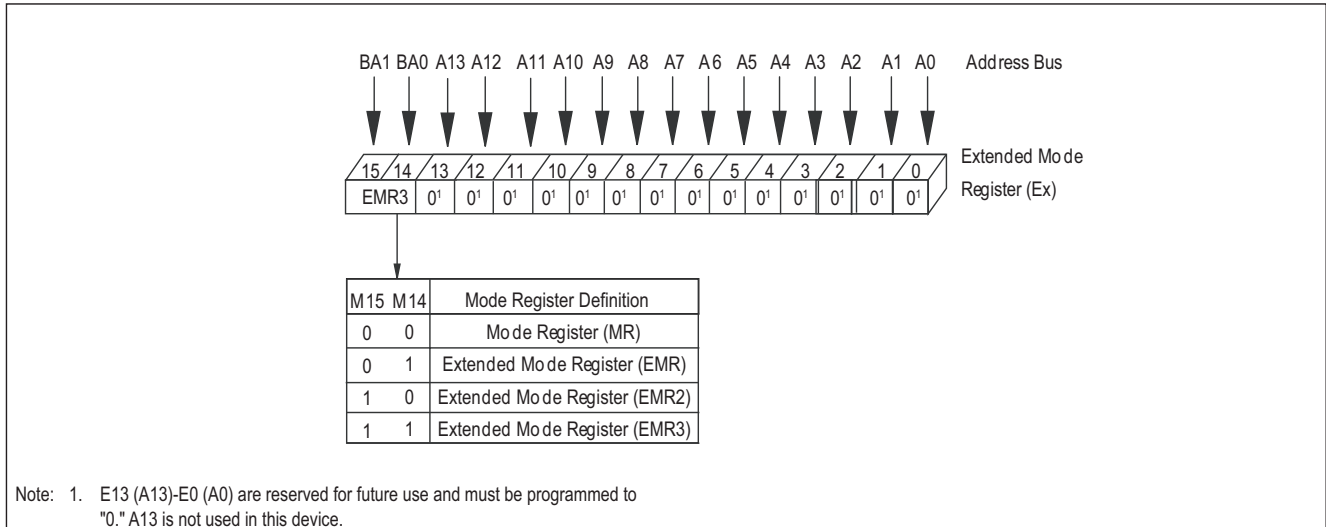 BA1 BA0 A13 A12 A11 A10 A9 A8 A7 A6 A5 A4 A3 A2 A1 A0 Address Bus
15 14 13 12 11 10 9 8 7 6 5 4 3 2 1 0 Extended Mode
EMR3 0¹ 0¹ 0¹ 0¹ 0¹ 0¹ 0¹ 0¹ 0¹ 0¹ 0¹ 0¹ 0¹ 0¹ Register (Ex)
M15 M14 Mode Register Definition
0 0 Mode Register (MR)
0 1 Extended Mode Register (EMR)
1 0 Extended Mode Register (EMR2)
1 1 Extended Mode Register (EMR3)
Note: 1. E13 (A13)-E0 (A0) are reserved for future use and must be programmed to
"0." A13 is not used in this device.